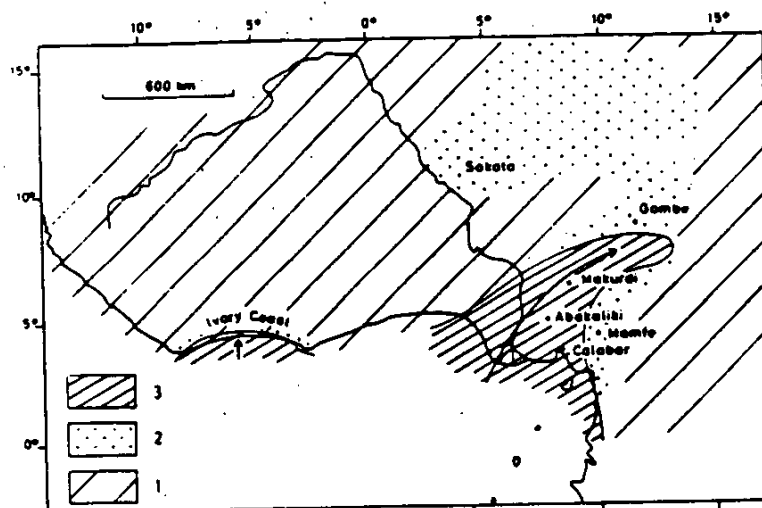 10° 5° 0° 5° 10° 15°
15°
600 km
Sokoto
10°
Gombe
Makurdi
Ivory Coast
Abakaliki
5°
Mamfe
Calabar
3
2
0°
1